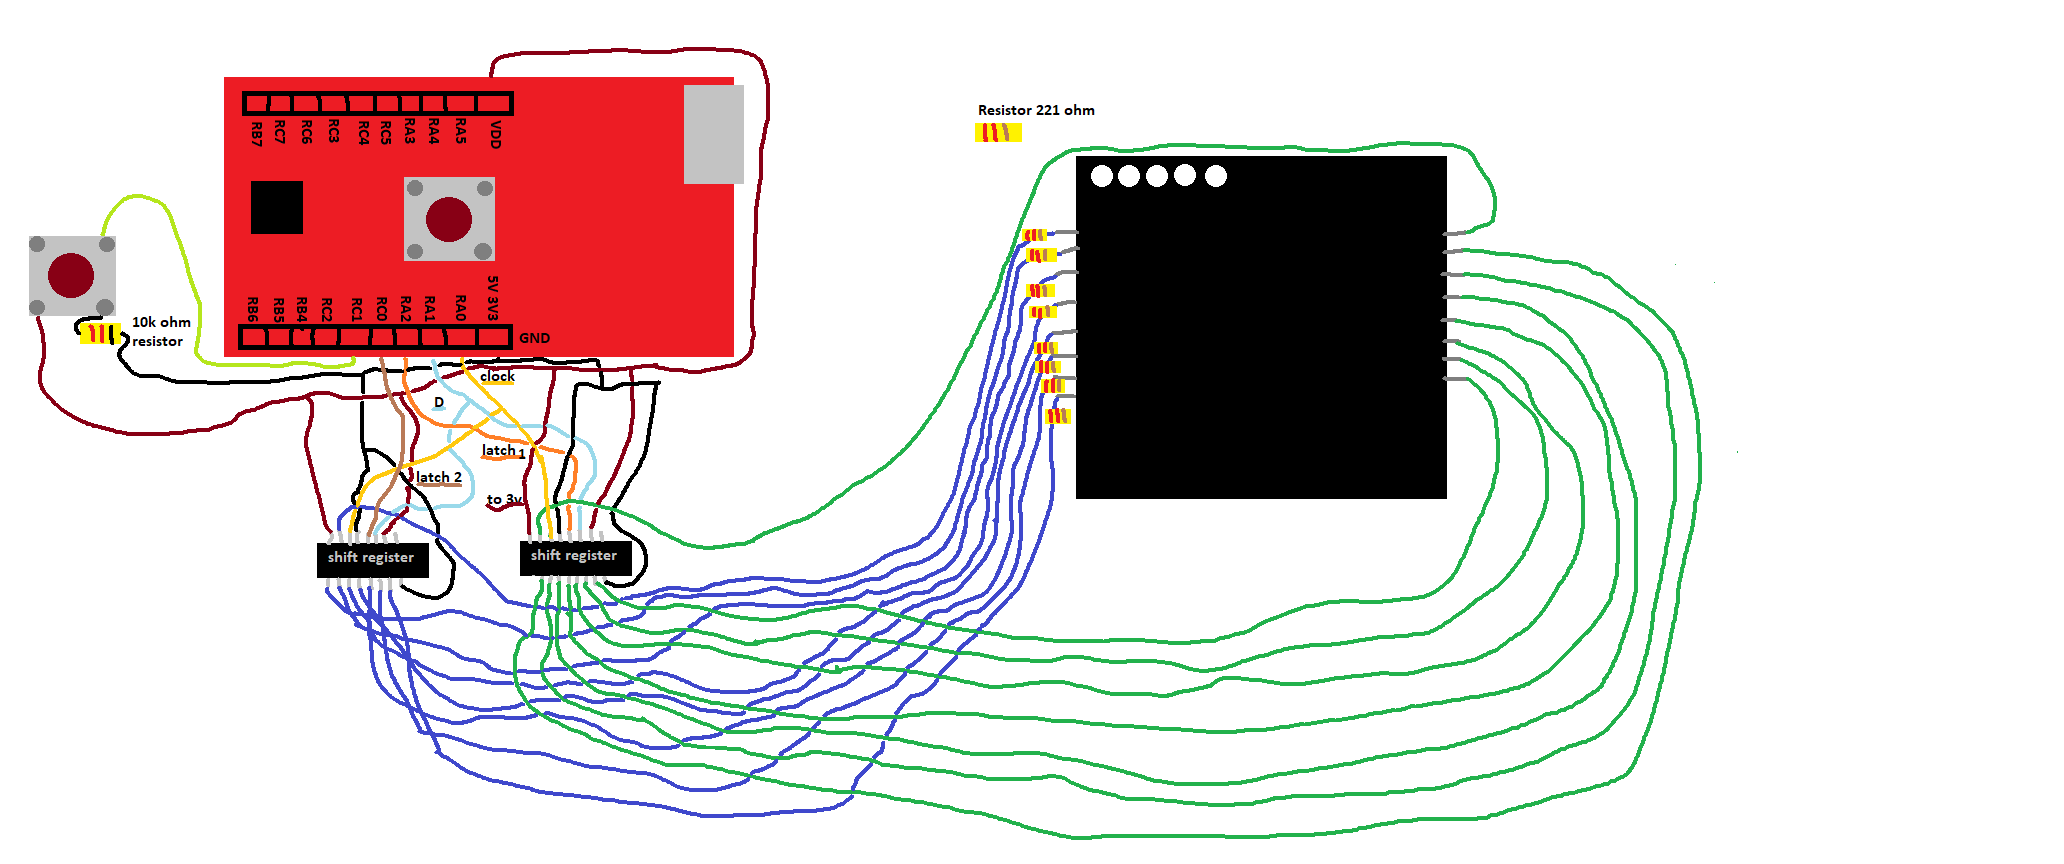 Resistor 221 ohm
RB7
RC7
RC6
RC3
RC4
RC5
RA3
RA4
RA5
VDD
RB6
RB5
RB4
RC2
RC1
RC0
RA2
RA1
RA0
5V 3V3
GND
10k ohm
resistor
clock
D
latch 1
latch 2
to 3v
shift register
shift register